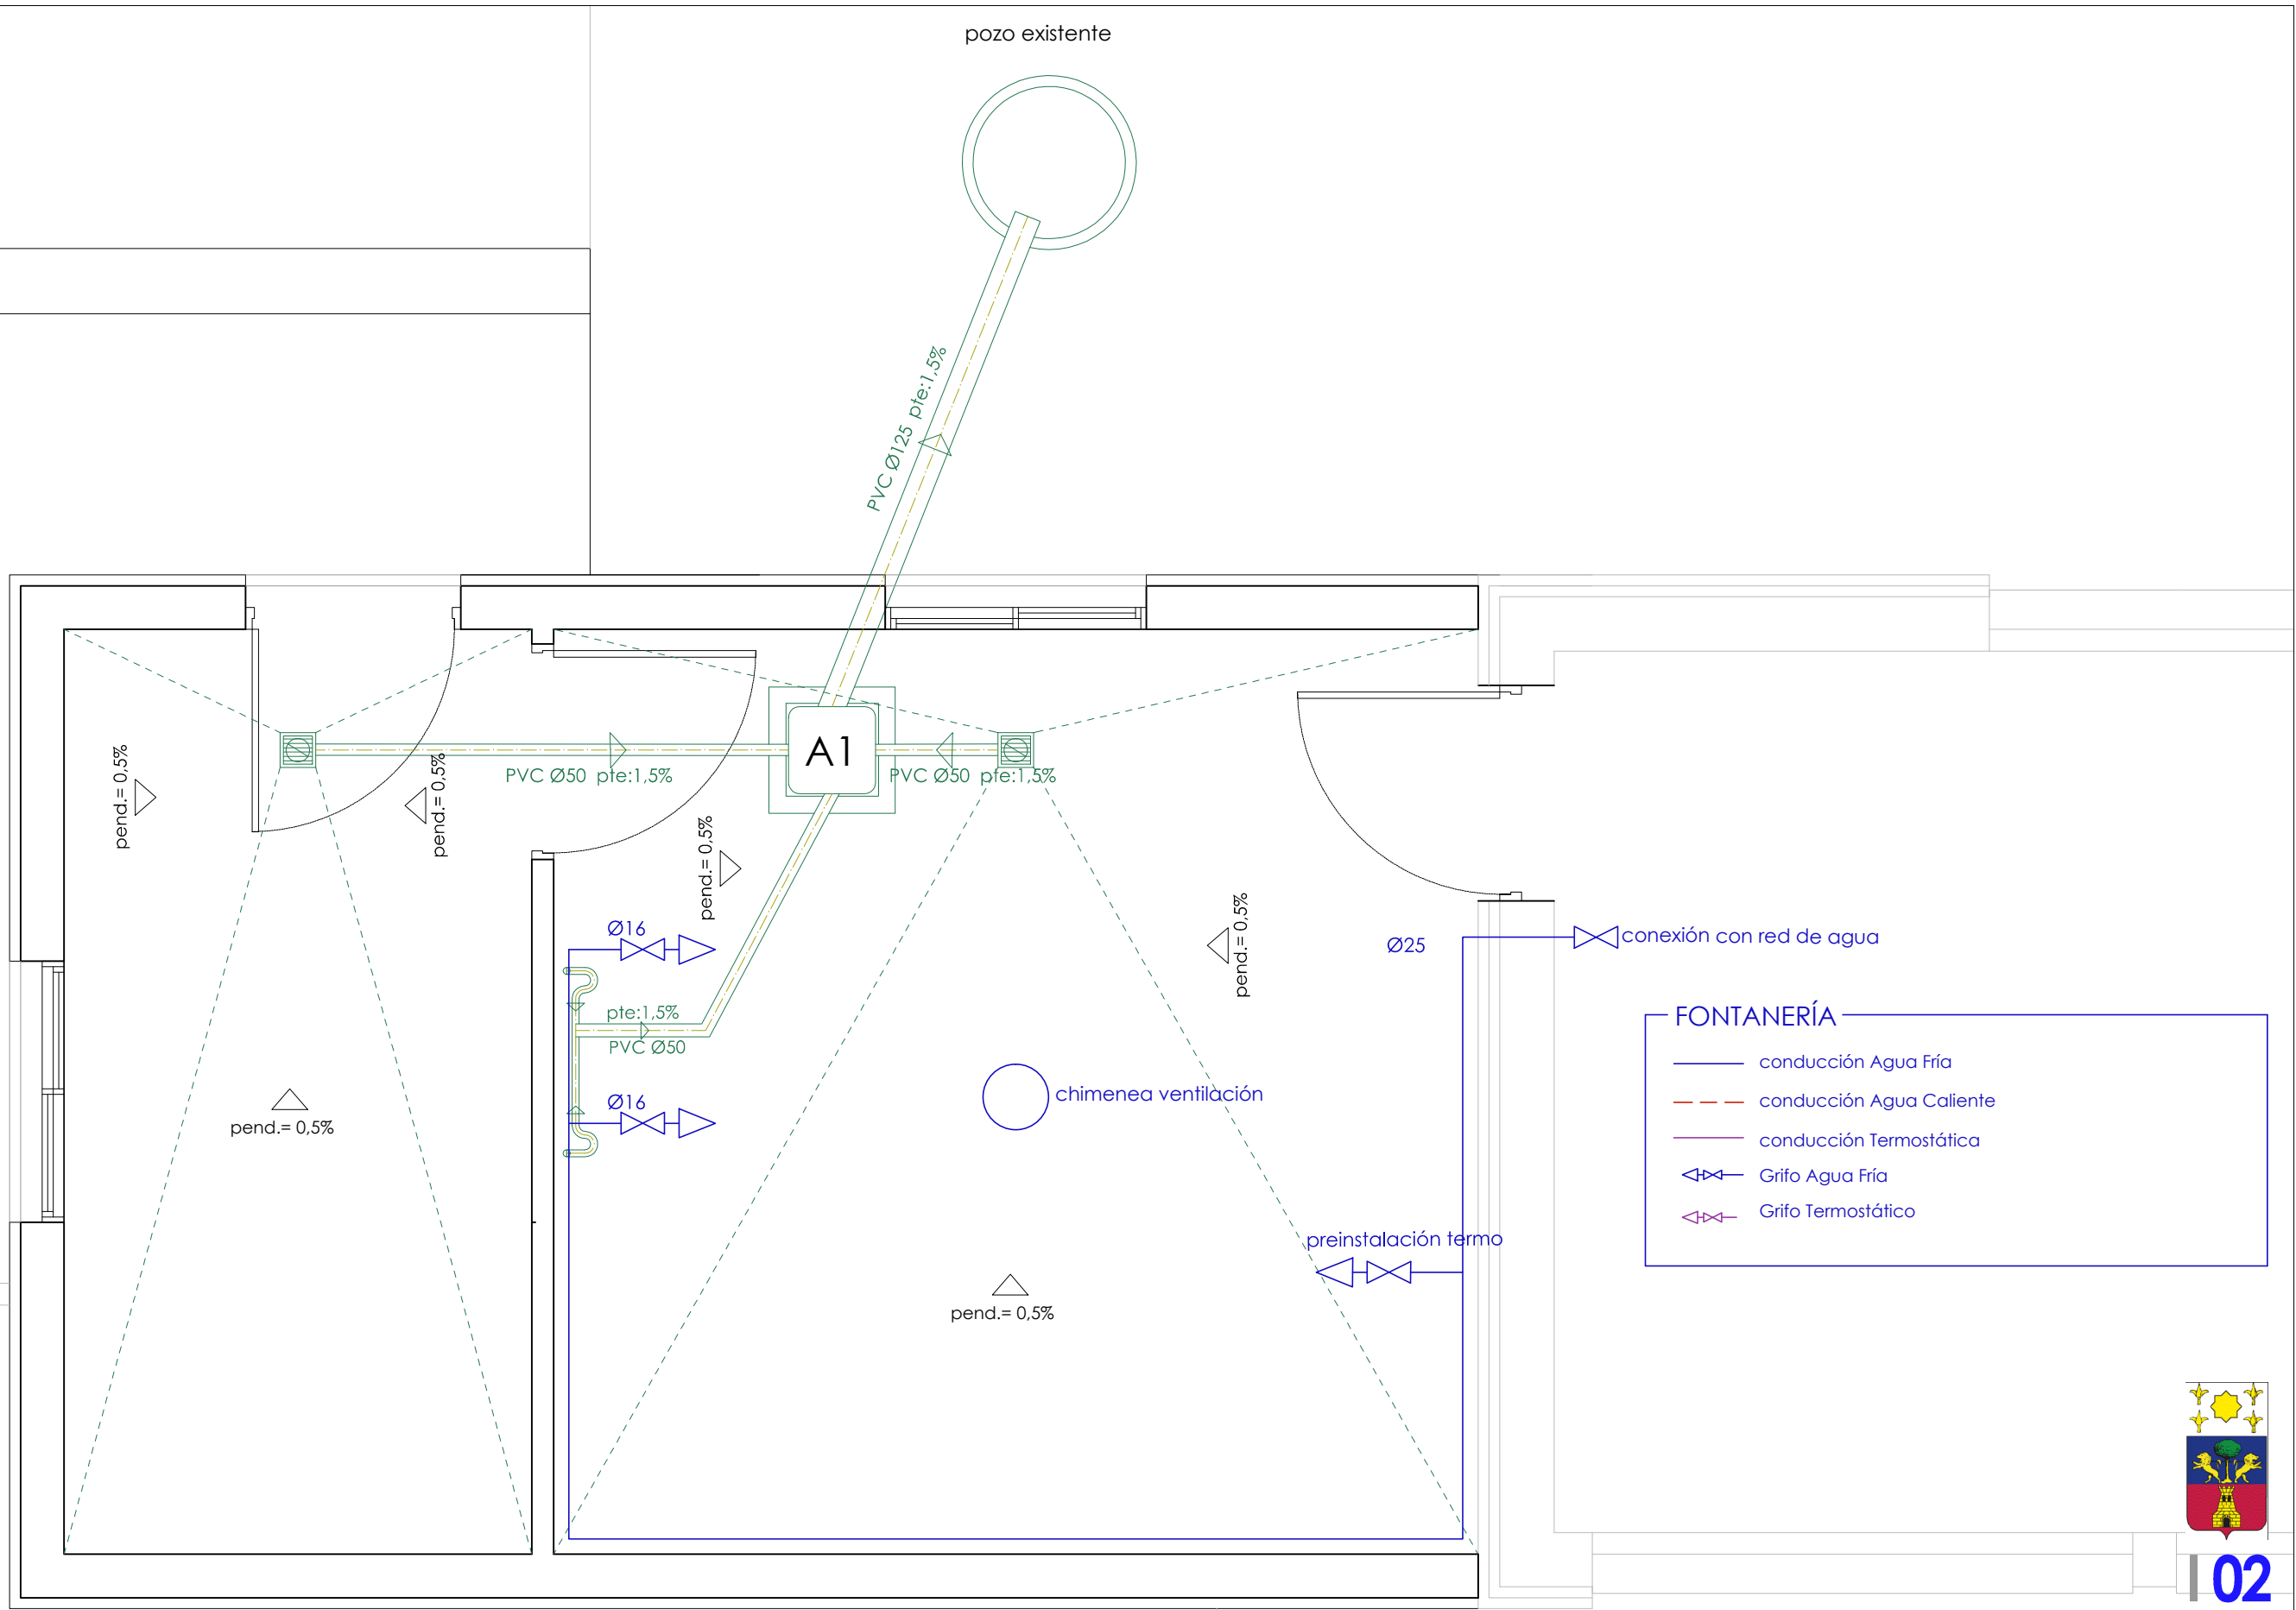 pozo existente
PVC Ø125 pte:1,5%
A1
PVC Ø50 pte:1,5%
PVC Ø50 pte:1,5%
pend.= 0,5%
pend.= 0,5%
pend.= 0,5%
pend.= 0,5%
Ø16
Ø25
conexión con red de agua
pte:1,5%
PVC Ø50
Ø16
chimenea ventilación
pend.= 0,5%
FONTANERÍA
conducción Agua Fría
conducción Agua Caliente
conducción Termostática
Grifo Agua Fría
Grifo Termostático
preinstalación termo
pend.= 0,5%
02